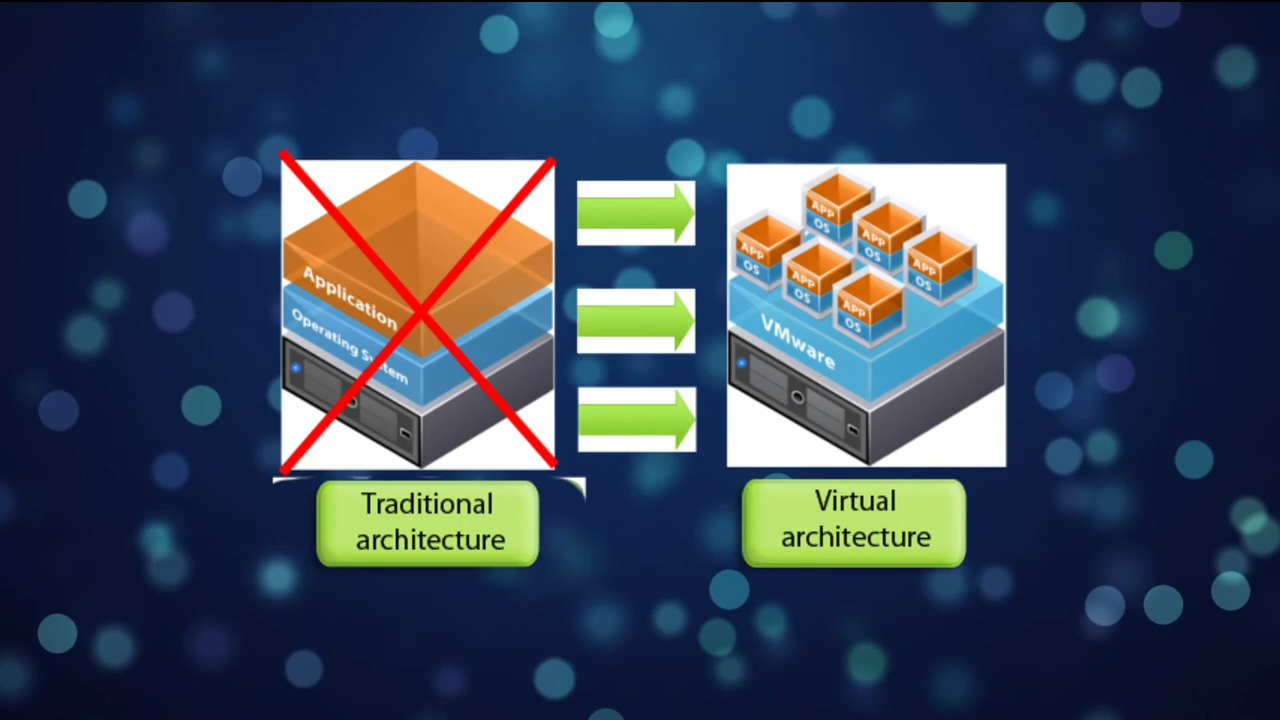 Application
Operating System
APP
OS
APP
OS
APP
OS
APP
OS
APP
OS
APP
OS
VMware
Traditional
architecture
Virtual
architecture